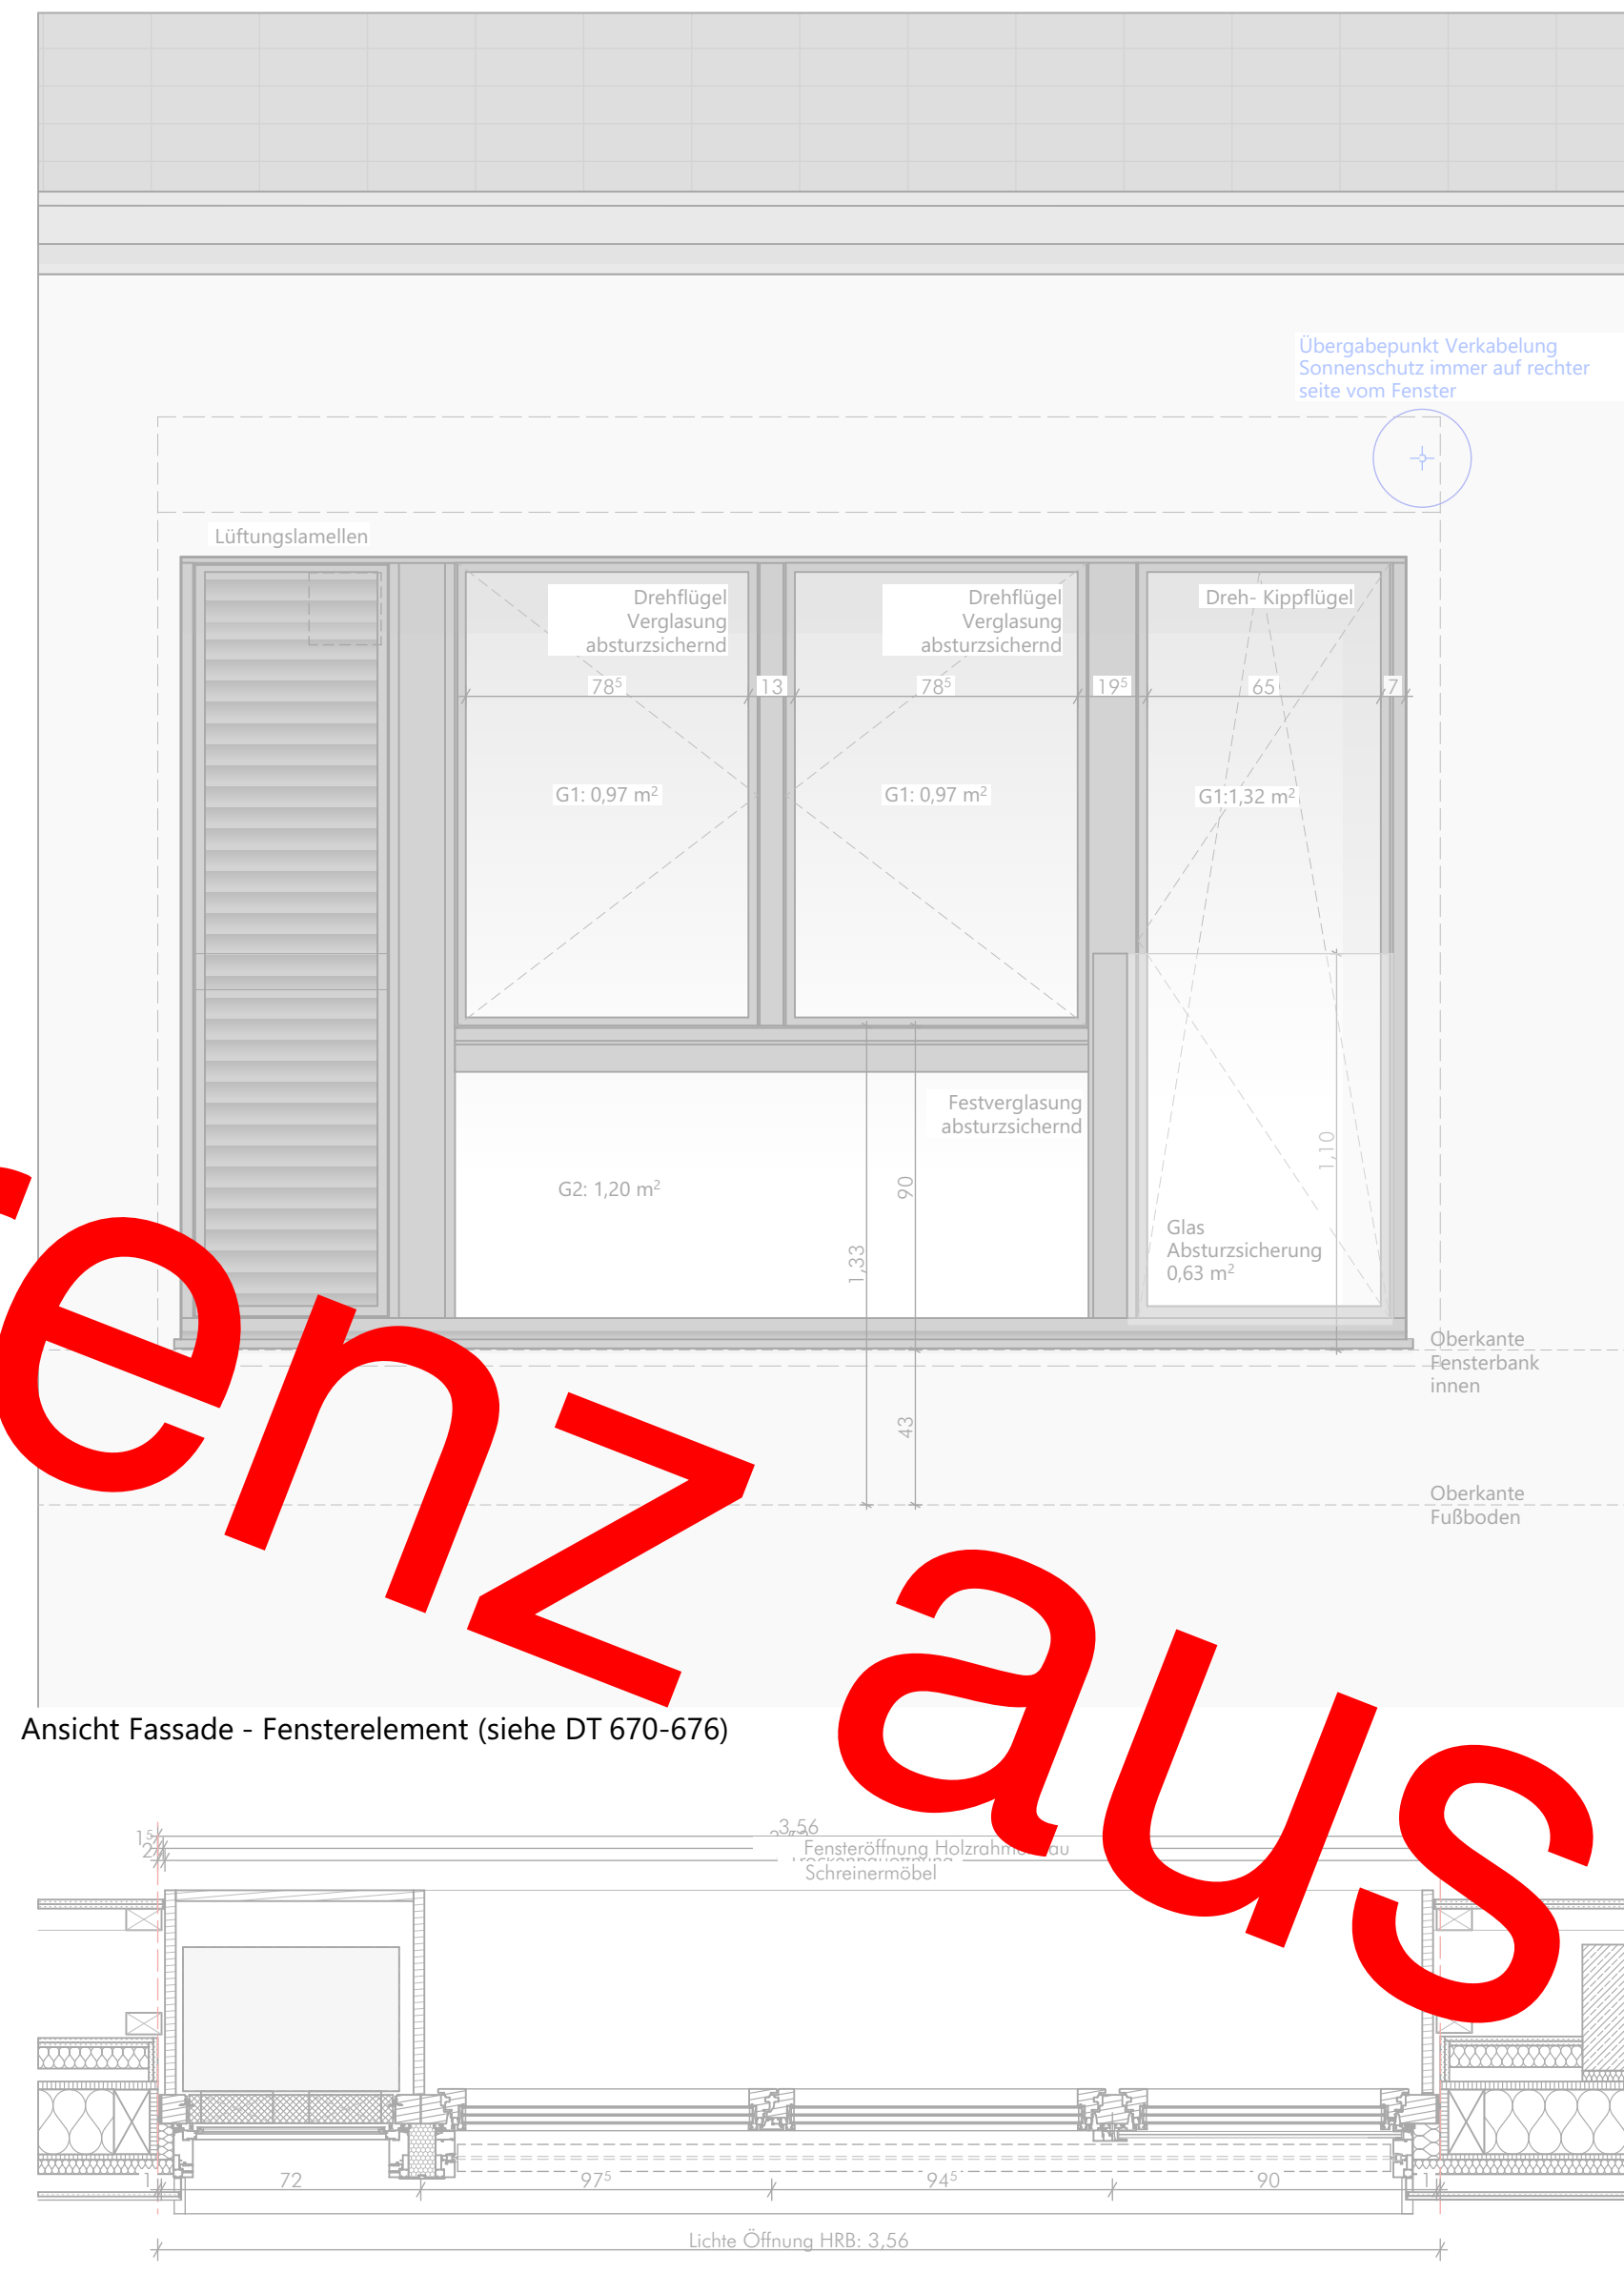 Übergabepunkt Verkabelung
Sonnenschutz immer auf rechter
seite vom Fenster
Lüftungslamellen
Drehflügel
Verglasung
absturzsichernd
Drehflügel
Verglasung
absturzsichernd
Dreh- Kippflügel
78⁵ 13 78⁵ 19⁵ 65 7
G1: 0,97 m²
G1: 0,97 m²
G1:1,32 m²
Festverglasung
absturzsichernd
G2: 1,20 m²
90
1,33
1,10
Glas
Absturzsicherung
0,63 m²
43
Oberkante
Fensterbank
innen
Oberkante
Fußboden
enz aus
Ansicht Fassade - Fensterelement (siehe DT 670-676)
3,56
1⁵
2
Fensteröffnung
Schreinermöbel
1 72 97⁵ 94⁵ 90 1
Lichte Öffnung HRB: 3,56